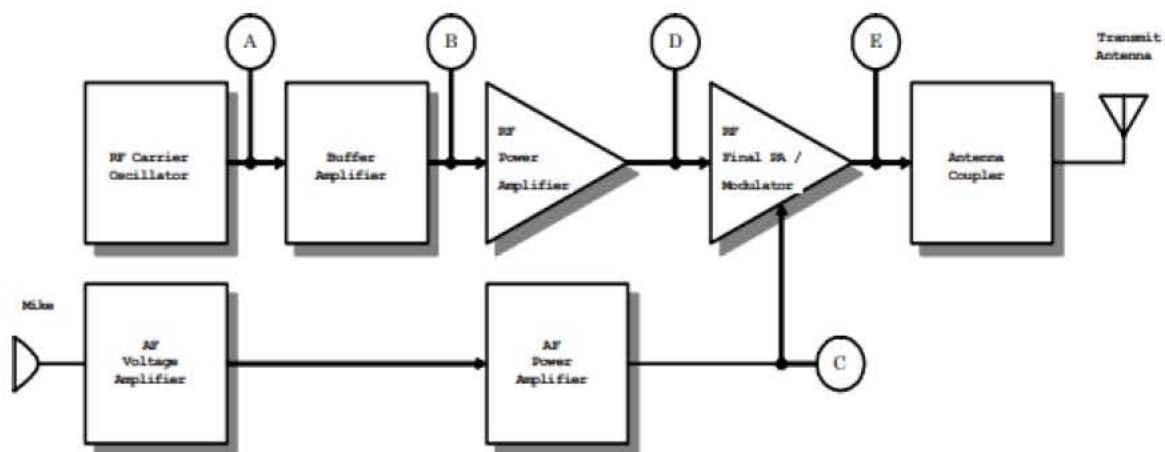 A
B
D
E
Transmit
Antenna
RF Carrier
Oscillator
Buffer
Amplifier
RF
Power
Amplifier
RF
Final PA /
Modulator
Antenna
Coupler
Mike
AF
Voltage
Amplifier
AF
Power
Amplifier
C